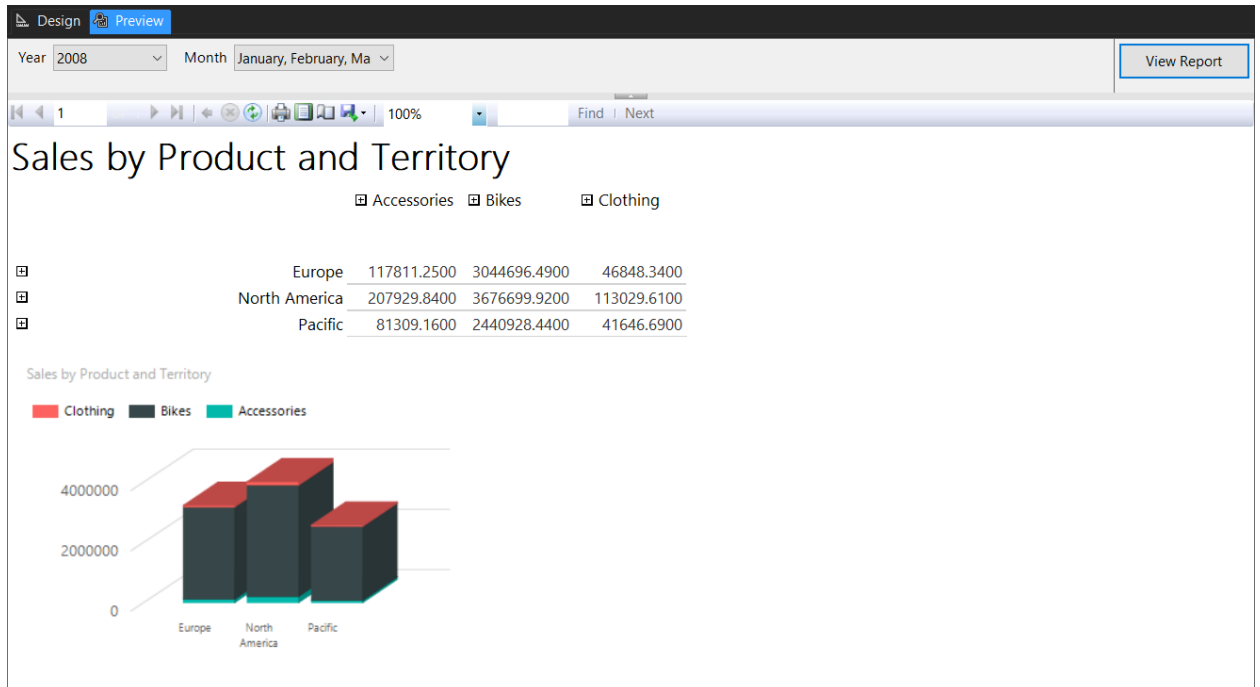 Design Preview
Year 2008 Month January, February, Ma View Report
1 100% Find Next
Sales by Product and Territory
Accessories Bikes Clothing
Europe 117811.2500 3044696.4900 46848.3400
North America 207929.8400 3676699.9200 113029.6100
Pacific 81309.1600 2440928.4400 41646.6900
Sales by Product and Territory
Clothing Bikes Accessories
4000000
2000000
0
Europe North Pacific
America